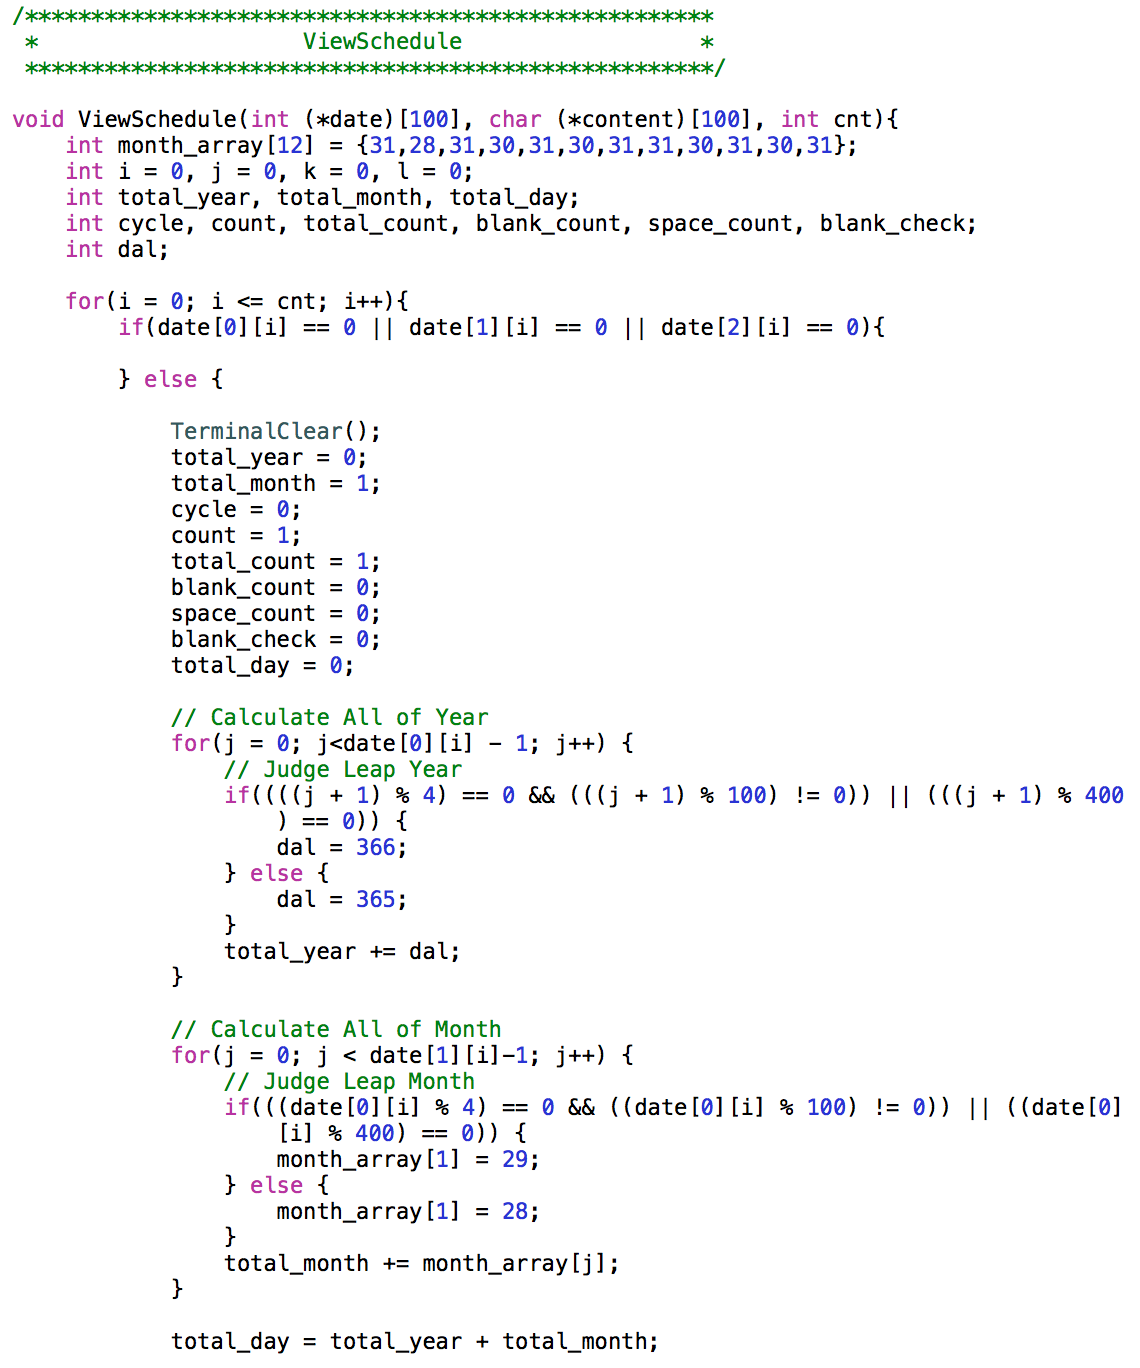 /****************************************************
 *                    ViewSchedule                  *
 ****************************************************/

void ViewSchedule(int (*date)[100], char (*content)[100], int cnt){
    int month_array[12] = {31,28,31,30,31,30,31,31,30,31,30,31};
    int i = 0, j = 0, k = 0, l = 0;
    int total_year, total_month, total_day;
    int cycle, count, total_count, blank_count, space_count, blank_check;
    int dal;

    for(i = 0; i <= cnt; i++){
        if(date[0][i] == 0 || date[1][i] == 0 || date[2][i] == 0){

        } else {

            TerminalClear();
            total_year = 0;
            total_month = 1;
            cycle = 0;
            count = 1;
            total_count = 1;
            blank_count = 0;
            space_count = 0;
            blank_check = 0;
            total_day = 0;

            // Calculate All of Year
            for(j = 0; j<date[0][i] - 1; j++) {
                // Judge Leap Year
                if((((j + 1) % 4) == 0 && (((j + 1) % 100) != 0)) || (((j + 1) % 400
                    ) == 0)) {
                    dal = 366;
                } else {
                    dal = 365;
                }
                total_year += dal;
            }

            // Calculate All of Month
            for(j = 0; j < date[1][i]-1; j++) {
                // Judge Leap Month
                if(((date[0][i] % 4) == 0 && ((date[0][i] % 100) != 0)) || ((date[0]
                    [i] % 400) == 0)) {
                    month_array[1] = 29;
                } else {
                    month_array[1] = 28;
                }
                total_month += month_array[j];
            }

            total_day = total_year + total_month;